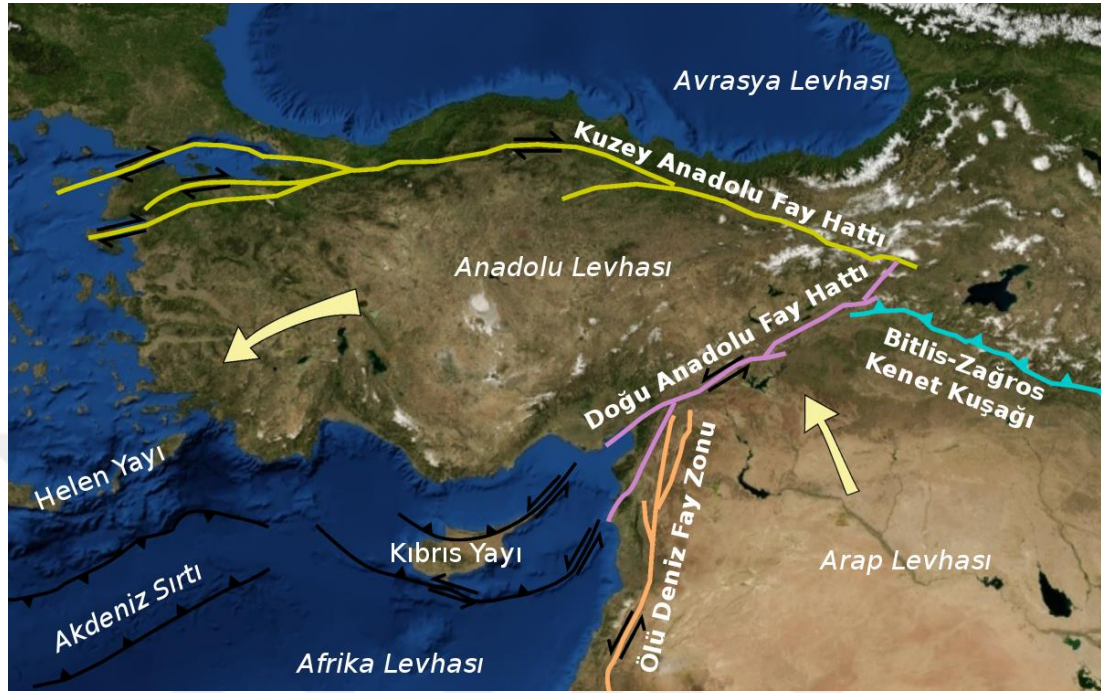 Avrasya Levhası
Kuzey Anadolu Fay Hattı
Anadolu Levhası
Doğu Anadolu Fay Hattı
Bitlis-Zağros
Kenet Kuşağı
Helen Yayı
Ölü Deniz Fay Zonu
Kıbrıs Yayı
Arap Levhası
Akdeniz Sırtı
Afrika Levhası